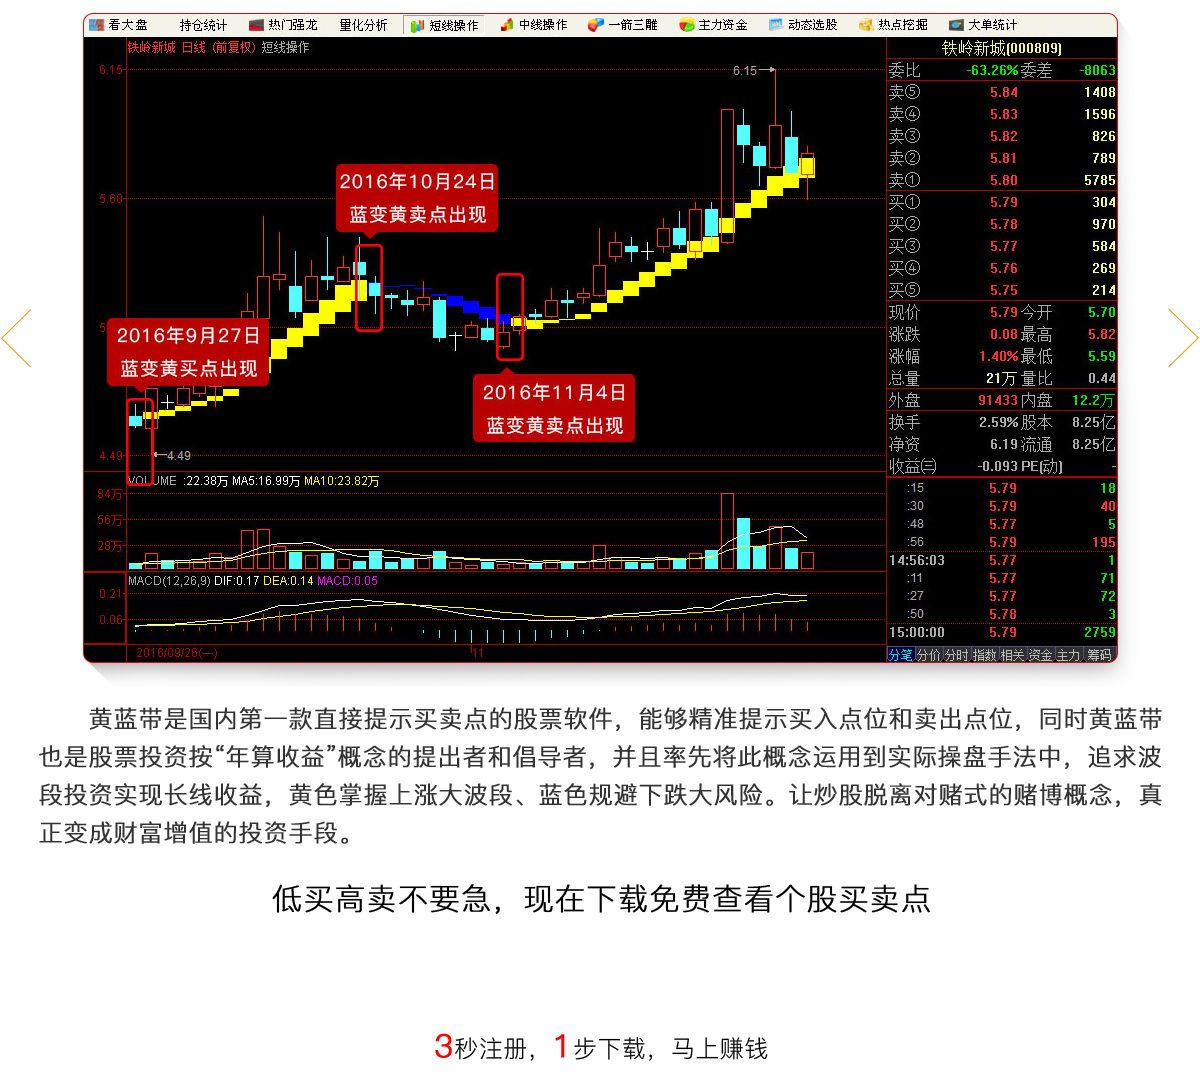 看大盘 持仓统计 热门强龙 量化分析 短线操作 中线操作 一箭三雕 主力资金 动态选股 热点挖掘 大单统计
铁岭新城 日线 (前复权) 短线操作
6.15
6.15
5.60
2016年10月24日
蓝变黄卖点出现
2016年9月27日
蓝变黄买点出现
2016年11月4日
蓝变黄卖点出现
4.49
4.49
VOLUME :22.38万 MA5:16.99万 MA10:23.82万
84万
56万
28万
MACD(12,26,9) DIF:0.17 DEA:0.14 MACD:0.05
0.21
0.06
2016/09/26(一) 11
铁岭新城(000809)
委比 -63.26% 委差 -8063
卖⑤ 5.84 1408
卖④ 5.83 1596
卖③ 5.82 826
卖② 5.81 789
卖① 5.80 5785
买① 5.79 304
买② 5.78 970
买③ 5.77 584
买④ 5.76 269
买⑤ 5.75 214
现价 5.79 今开 5.70
涨跌 0.08 最高 5.82
涨幅 1.40% 最低 5.59
总量 21万 量比 0.44
外盘 91433 内盘 12.2万
换手 2.59% 股本 8.25亿
净资 6.19 流通 8.25亿
收益㈢ -0.093 PE(动) -
:15 5.79 18
:30 5.79 40
:48 5.77 5
:56 5.79 195
14:56:03 5.77 1
:11 5.77 71
:27 5.77 72
:50 5.78 3
15:00:00 5.79 2759
分笔 分价 分时 指数 相关 资金 主力 筹码
黄蓝带是国内第一款直接提示买卖点的股票软件，能够精准提示买入点位和卖出点位，同时黄蓝带
也是股票投资按“年算收益”概念的提出者和倡导者，并且率先将此概念运用到实际操盘手法中，追求波
段投资实现长线收益，黄色掌握上涨大波段、蓝色规避下跌大风险。让炒股脱离对赌式的赌博概念，真
正变成财富增值的投资手段。
低买高卖不要急，现在下载免费查看个股买卖点
3秒注册，1步下载，马上赚钱